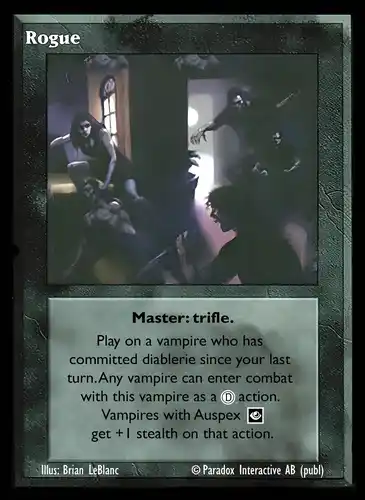 Rogue
Master: trifle.
Play on a vampire who has
committed diablerie since your last
turn. Any vampire can enter combat
with this vampire as a Ⓓ action.
Vampires with Auspex
get +1 stealth on that action.
Illus: Brian LeBlanc
© Paradox Interactive AB (publ)